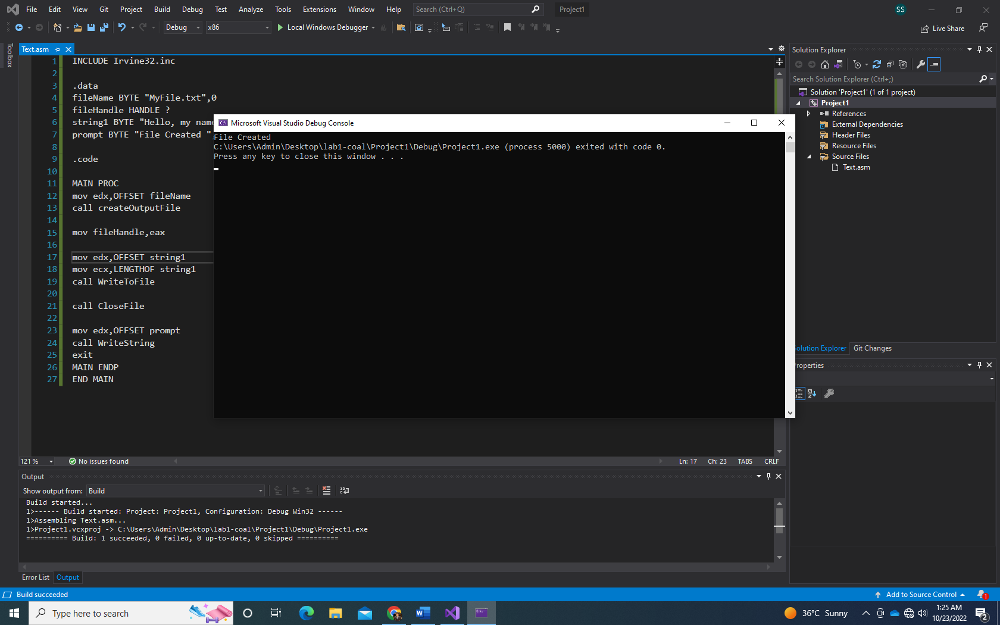 File Edit View Git Project Build Debug Test Analyze Tools Extensions Window Help Search (Ctrl+Q) Project1 SS
Debug x86 Local Windows Debugger Live Share
Toolbox
Text.asm
1 INCLUDE Irvine32.inc
2
3 .data
4 fileName BYTE "MyFile.txt",0
5 fileHandle HANDLE ?
6 string1 BYTE "Hello, my name
7 prompt BYTE "File Created "
8
9 .code
10
11 MAIN PROC
12 mov edx,OFFSET fileName
13 call createOutputFile
14
15 mov fileHandle,eax
16
17 mov edx,OFFSET string1
18 mov ecx,LENGTHOF string1
19 call WriteToFile
20
21 call CloseFile
22
23 mov edx,OFFSET prompt
24 call WriteString
25 exit
26 MAIN ENDP
27 END MAIN
Microsoft Visual Studio Debug Console
File Created
C:\Users\Admin\Desktop\lab1-coal\Project1\Debug\Project1.exe (process 5000) exited with code 0.
Press any key to close this window . . .
Solution Explorer
Search Solution Explorer (Ctrl+;)
Solution 'Project1' (1 of 1 project)
Project1
References
External Dependencies
Header Files
Resource Files
Source Files
Text.asm
olution Explorer Git Changes
roperties
121 % No issues found Ln: 17 Ch: 23 TABS CRLF
Output
Show output from: Build
Build started...
1>------ Build started: Project: Project1, Configuration: Debug Win32 ------
1>Assembling Text.asm...
1>Project1.vcxproj -> C:\Users\Admin\Desktop\lab1-coal\Project1\Debug\Project1.exe
========== Build: 1 succeeded, 0 failed, 0 up-to-date, 0 skipped ==========
Error List Output
Build succeeded Add to Source Control 1
Type here to search 36°C Sunny 1:25 AM
10/23/2022 2